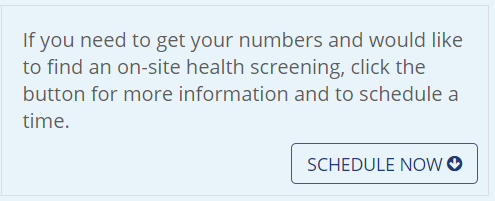 If you need to get your numbers and would like
to find an on-site health screening, click the
button for more information and to schedule a
time.
SCHEDULE NOW